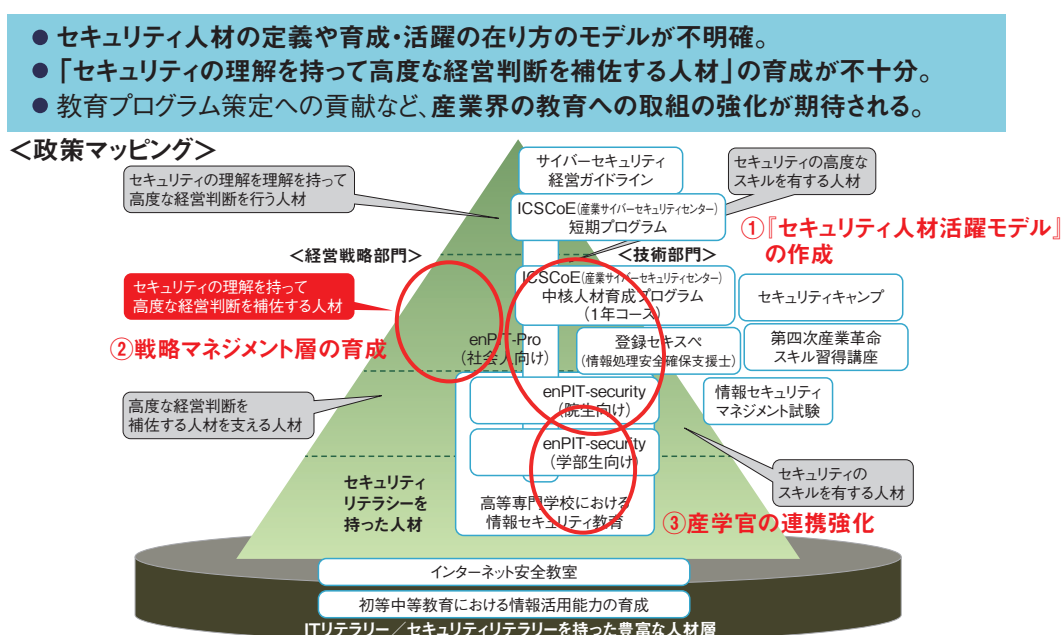 ● セキュリティ人材の定義や育成・活躍の在り方のモデルが不明確。
● 「セキュリティの理解を持って高度な経営判断を補佐する人材」の育成が不十分。
● 教育プログラム策定への貢献など、産業界の教育への取組の強化が期待される。
＜政策マッピング＞
セキュリティの理解を理解を持って
高度な経営判断を行う人材
サイバーセキュリティ
経営ガイドライン
セキュリティの高度な
スキルを有する人材
ICSCoE(産業サイバーセキュリティセンター)
短期プログラム
①『セキュリティ人材活躍モデル』
の作成
＜経営戦略部門＞
＜技術部門＞
セキュリティの理解を持って
高度な経営判断を補佐する人材
ICSCoE(産業サイバーセキュリティセンター)
中核人材育成プログラム
(1年コース)
セキュリティキャンプ
②戦略マネジメント層の育成
enPIT-Pro
(社会人向け)
登録セキスペ
(情報処理安全確保支援士)
第四次産業革命
スキル習得講座
高度な経営判断を
補佐する人材を支える人材
enPIT-security
(院生向け)
情報セキュリティ
マネジメント試験
enPIT-security
(学部生向け)
セキュリティの
スキルを有する人材
セキュリティ
リテラシーを
持った人材
高等専門学校における
情報セキュリティ教育
③産学官の連携強化
インターネット安全教室
初等中等教育における情報活用能力の育成
ITリテラリー／セキュリティリテラリーを持った豊富な人材層